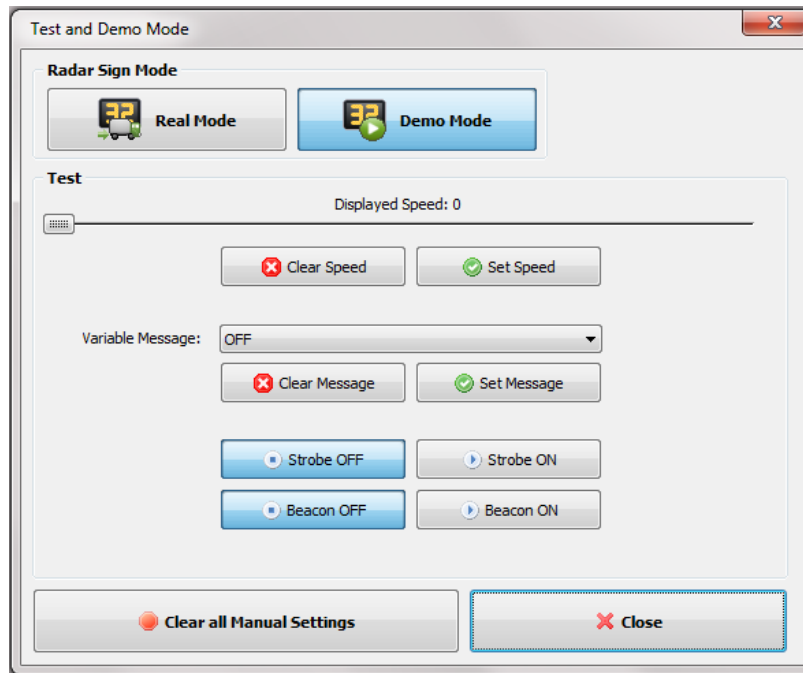 Test and Demo Mode
Radar Sign Mode
32 Real Mode 32 Demo Mode
Test
Displayed Speed: 0
Clear Speed Set Speed
Variable Message: OFF
Clear Message Set Message
Strobe OFF Strobe ON
Beacon OFF Beacon ON
Clear all Manual Settings Close